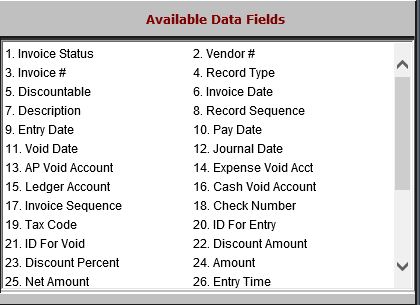 Available Data Fields
1. Invoice Status 2. Vendor #
3. Invoice # 4. Record Type
5. Discountable 6. Invoice Date
7. Description 8. Record Sequence
9. Entry Date 10. Pay Date
11. Void Date 12. Journal Date
13. AP Void Account 14. Expense Void Acct
15. Ledger Account 16. Cash Void Account
17. Invoice Sequence 18. Check Number
19. Tax Code 20. ID For Entry
21. ID For Void 22. Discount Amount
23. Discount Percent 24. Amount
25. Net Amount 26. Entry Time